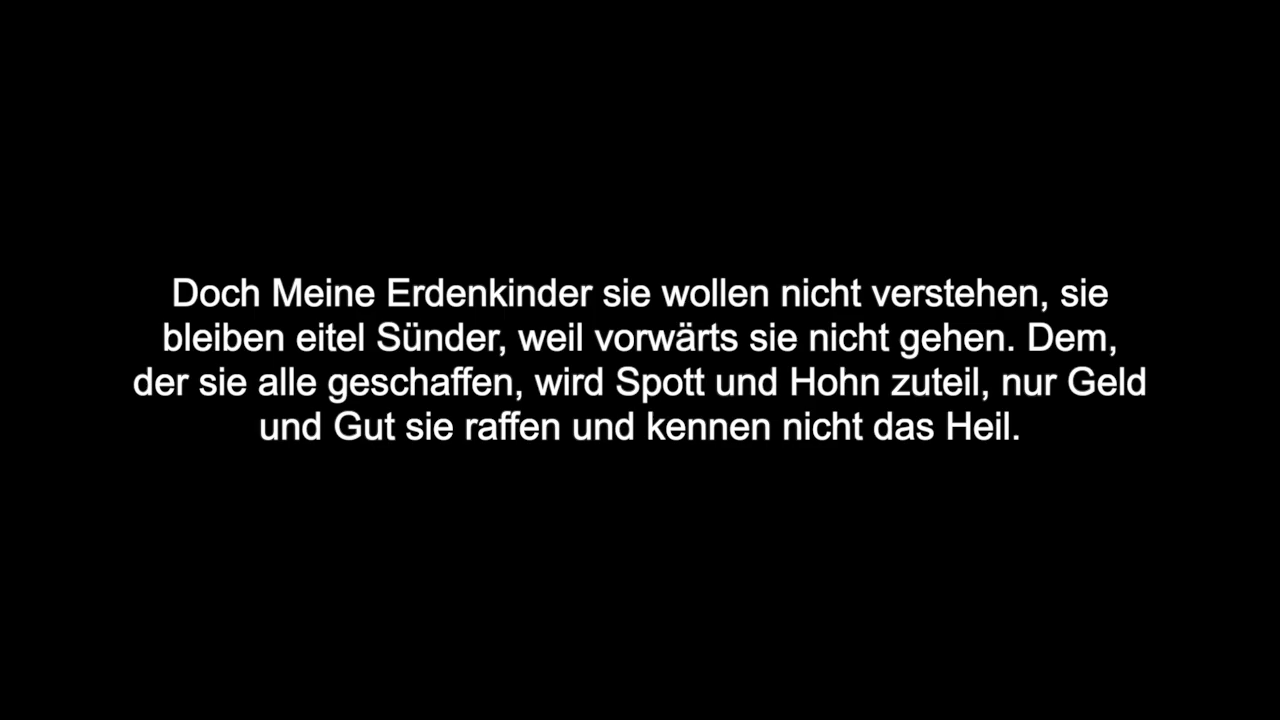 Doch Meine Erdenkinder sie wollen nicht verstehen, sie
bleiben eitel Sünder, weil vorwärts sie nicht gehen. Dem,
der sie alle geschaffen, wird Spott und Hohn zuteil, nur Geld
und Gut sie raffen und kennen nicht das Heil.